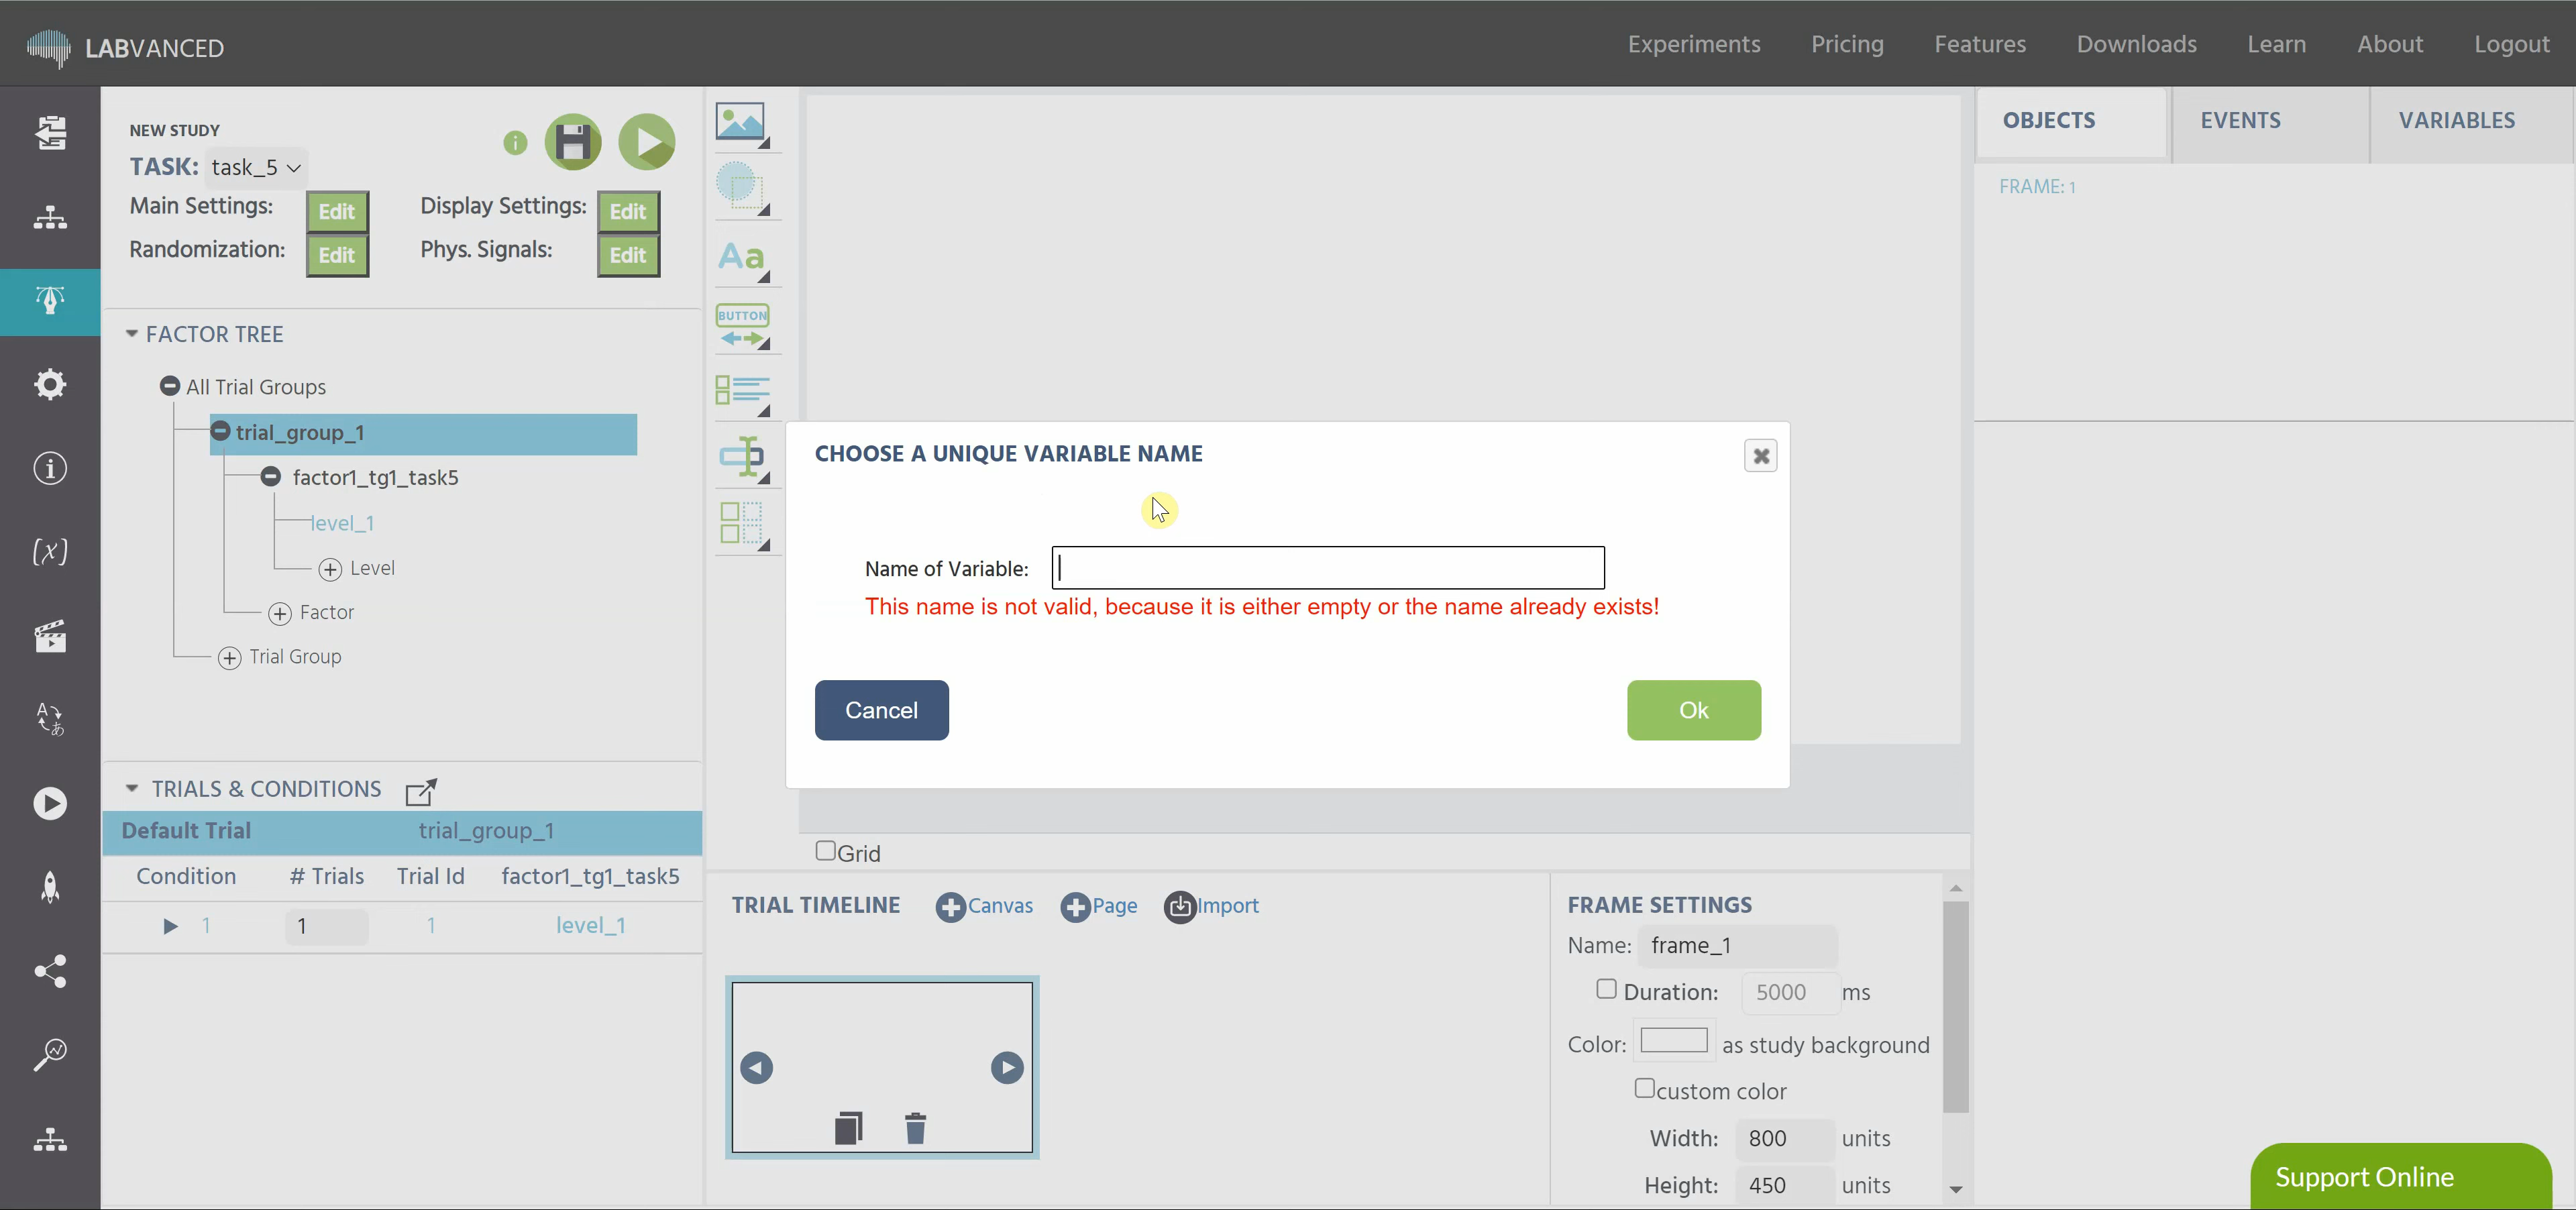 LABVANCED
Experiments Pricing Features Downloads Learn About Logout
NEW STUDY
TASK: task_5
Main Settings: Edit Display Settings: Edit
Randomization: Edit Phys. Signals: Edit
FACTOR TREE
All Trial Groups
trial_group_1
factor1_tg1_task5
level_1
Level
Factor
Trial Group
TRIALS & CONDITIONS
Default Trial trial_group_1
Condition # Trials Trial Id factor1_tg1_task5
1 1 1 level_1
Aa
BUTTON
CHOOSE A UNIQUE VARIABLE NAME
Name of Variable:
This name is not valid, because it is either empty or the name already exists!
Cancel Ok
Grid
TRIAL TIMELINE Canvas Page Import
FRAME SETTINGS
Name: frame_1
Duration: 5000 ms
Color: as study background
custom color
Width: 800 units
Height: 450 units
OBJECTS EVENTS VARIABLES
FRAME: 1
Support Online
(x)
A
あ